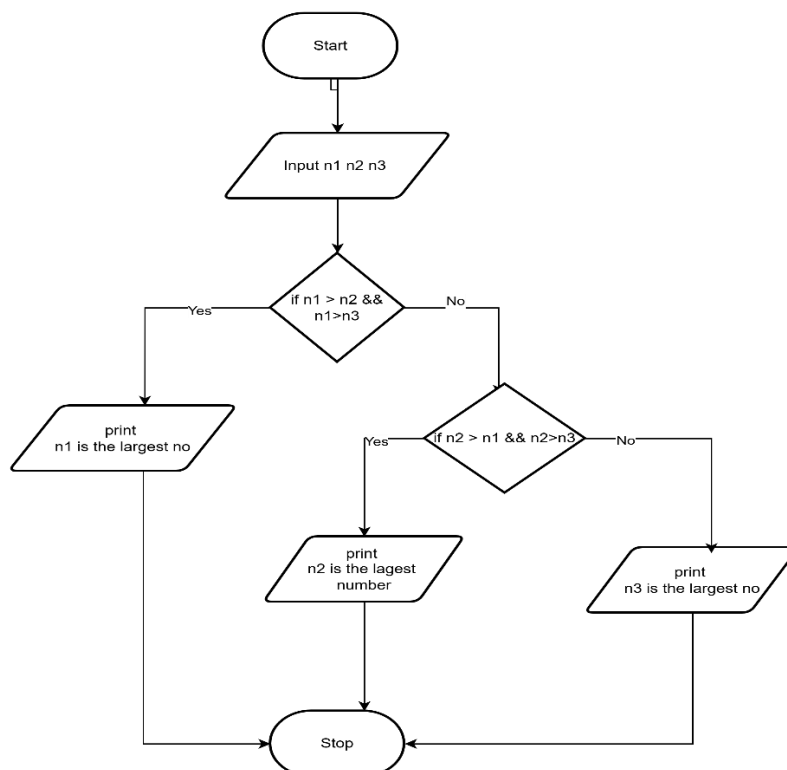 Start
Input n1 n2 n3
if n1 > n2 &&
n1>n3
Yes
No
print
n1 is the largest no
if n2 > n1 && n2>n3
Yes
No
print
n2 is the lagest
number
print
n3 is the largest no
Stop